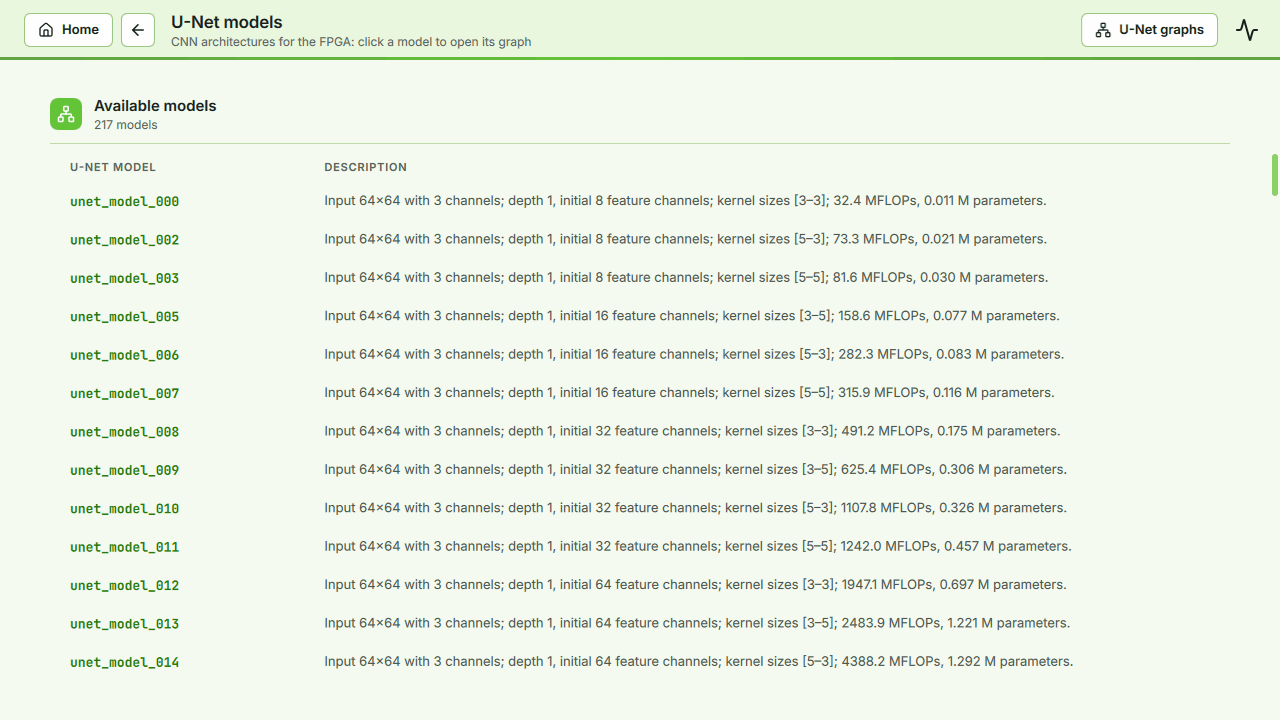 Home
U-Net models
CNN architectures for the FPGA: click a model to open its graph
U-Net graphs
Available models
217 models
U-NET MODEL DESCRIPTION
unet_model_000 Input 64×64 with 3 channels; depth 1, initial 8 feature channels; kernel sizes [3–3]; 32.4 MFLOPs, 0.011 M parameters.
unet_model_002 Input 64×64 with 3 channels; depth 1, initial 8 feature channels; kernel sizes [5–3]; 73.3 MFLOPs, 0.021 M parameters.
unet_model_003 Input 64×64 with 3 channels; depth 1, initial 8 feature channels; kernel sizes [5–5]; 81.6 MFLOPs, 0.030 M parameters.
unet_model_005 Input 64×64 with 3 channels; depth 1, initial 16 feature channels; kernel sizes [3–5]; 158.6 MFLOPs, 0.077 M parameters.
unet_model_006 Input 64×64 with 3 channels; depth 1, initial 16 feature channels; kernel sizes [5–3]; 282.3 MFLOPs, 0.083 M parameters.
unet_model_007 Input 64×64 with 3 channels; depth 1, initial 16 feature channels; kernel sizes [5–5]; 315.9 MFLOPs, 0.116 M parameters.
unet_model_008 Input 64×64 with 3 channels; depth 1, initial 32 feature channels; kernel sizes [3–3]; 491.2 MFLOPs, 0.175 M parameters.
unet_model_009 Input 64×64 with 3 channels; depth 1, initial 32 feature channels; kernel sizes [3–5]; 625.4 MFLOPs, 0.306 M parameters.
unet_model_010 Input 64×64 with 3 channels; depth 1, initial 32 feature channels; kernel sizes [5–3]; 1107.8 MFLOPs, 0.326 M parameters.
unet_model_011 Input 64×64 with 3 channels; depth 1, initial 32 feature channels; kernel sizes [5–5]; 1242.0 MFLOPs, 0.457 M parameters.
unet_model_012 Input 64×64 with 3 channels; depth 1, initial 64 feature channels; kernel sizes [3–3]; 1947.1 MFLOPs, 0.697 M parameters.
unet_model_013 Input 64×64 with 3 channels; depth 1, initial 64 feature channels; kernel sizes [3–5]; 2483.9 MFLOPs, 1.221 M parameters.
unet_model_014 Input 64×64 with 3 channels; depth 1, initial 64 feature channels; kernel sizes [5–3]; 4388.2 MFLOPs, 1.292 M parameters.